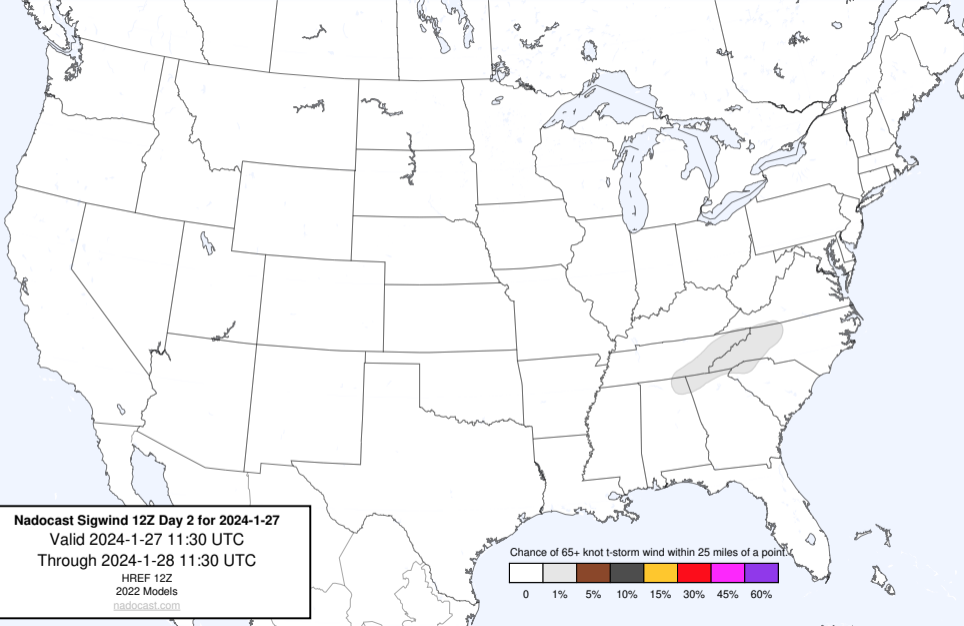 Nadocast Sigwind 12Z Day 2 for 2024-1-27
Valid 2024-1-27 11:30 UTC
Through 2024-1-28 11:30 UTC
HREF 12Z
2022 Models
nadocast.com
Chance of 65+ knot t-storm wind within 25 miles of a point.
0 1% 5% 10% 15% 30% 45% 60%